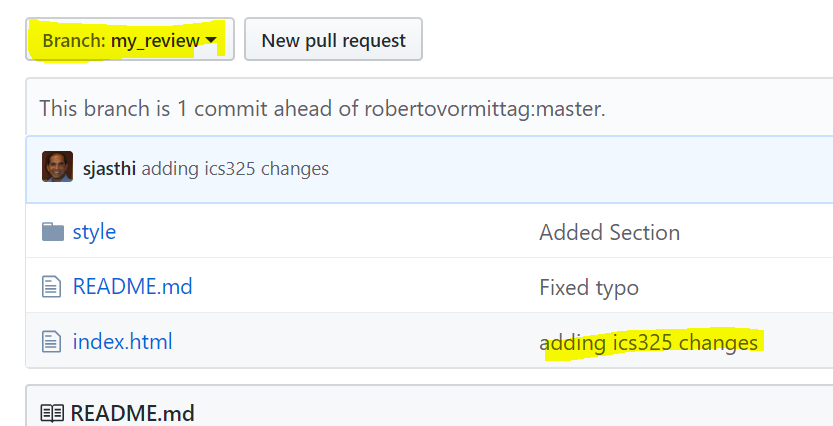 Branch: my_review New pull request
This branch is 1 commit ahead of robertovormittag:master.
sjasthi adding ics325 changes
style Added Section
README.md Fixed typo
index.html adding ics325 changes
README.md